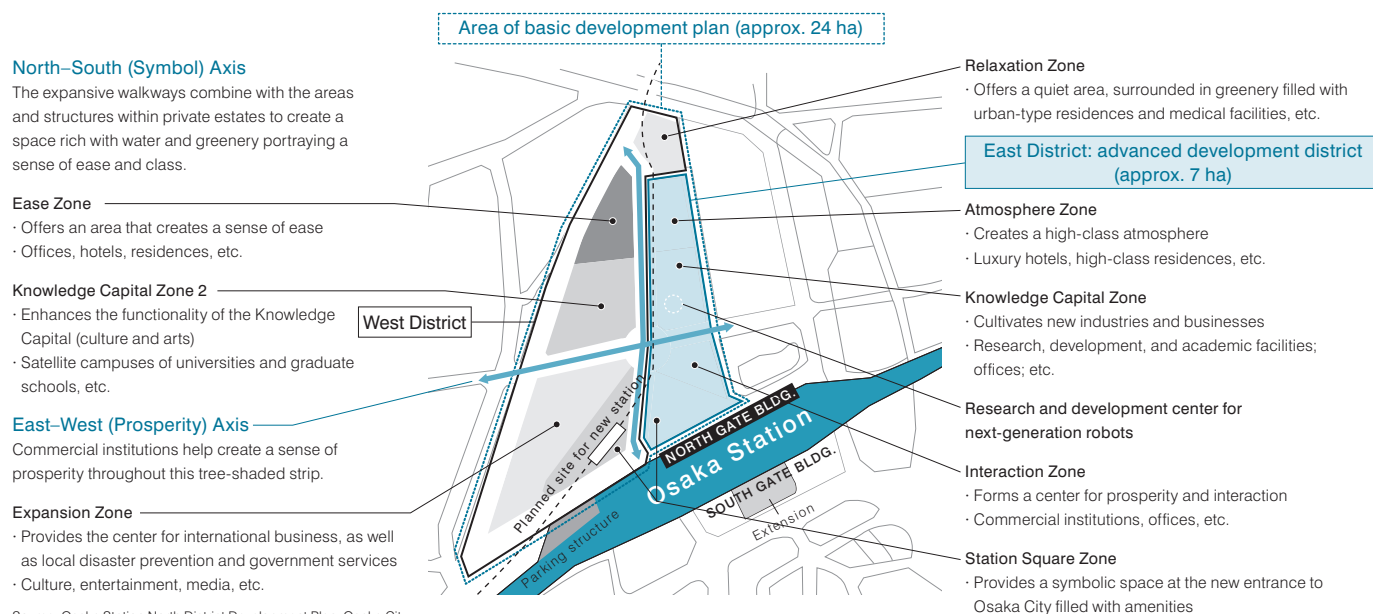 Area of basic development plan (approx. 24 ha)
North–South (Symbol) Axis
The expansive walkways combine with the areas
and structures within private estates to create a
space rich with water and greenery portraying a
sense of ease and class.
Ease Zone
· Offers an area that creates a sense of ease
· Offices, hotels, residences, etc.
Knowledge Capital Zone 2
· Enhances the functionality of the Knowledge
Capital (culture and arts)
· Satellite campuses of universities and graduate
schools, etc.
West District
East–West (Prosperity) Axis
Commercial institutions help create a sense of
prosperity throughout this tree-shaded strip.
Expansion Zone
· Provides the center for international business, as well
as local disaster prevention and government services
· Culture, entertainment, media, etc.
Planned site for new station
Parking structure
NORTH GATE BLDG.
Osaka Station
SOUTH GATE BLDG.
Extension
Relaxation Zone
· Offers a quiet area, surrounded in greenery filled with
urban-type residences and medical facilities, etc.
East District: advanced development district
(approx. 7 ha)
Atmosphere Zone
· Creates a high-class atmosphere
· Luxury hotels, high-class residences, etc.
Knowledge Capital Zone
· Cultivates new industries and businesses
· Research, development, and academic facilities;
offices; etc.
Research and development center for
next-generation robots
Interaction Zone
· Forms a center for prosperity and interaction
· Commercial institutions, offices, etc.
Station Square Zone
· Provides a symbolic space at the new entrance to
Osaka City filled with amenities